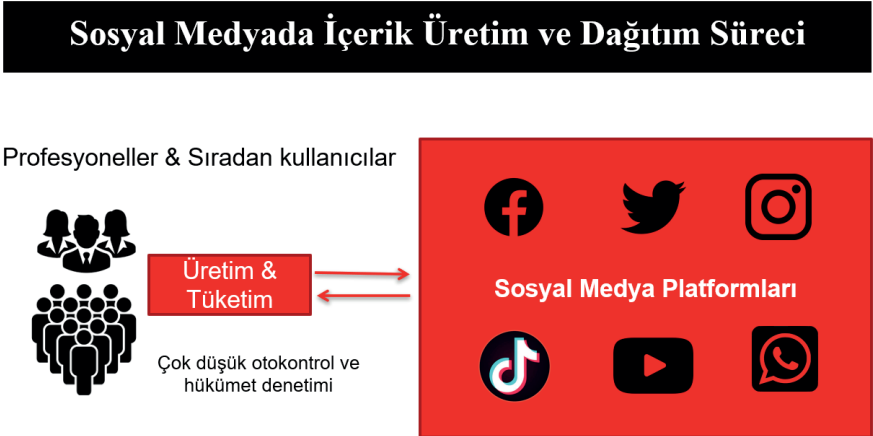 Sosyal Medyada İçerik Üretim ve Dağıtım Süreci
Profesyoneller & Sıradan kullanıcılar
Üretim &
Tüketim
Çok düşük otokontrol ve
hükümet denetimi
Sosyal Medya Platformları